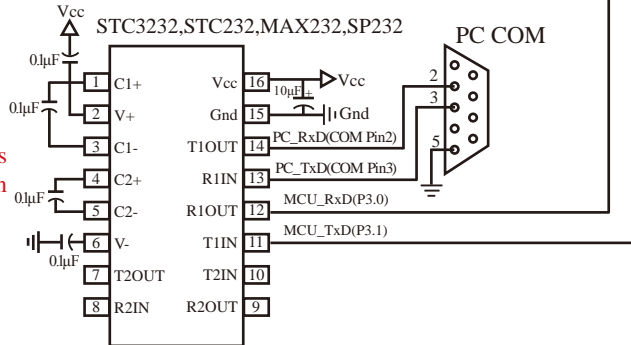 Vcc
STC3232,STC232,MAX232,SP232
PC COM
0.1µF
0.1µF
1 C1+ Vcc 16 Vcc
10µF +
2 V+ Gnd 15 Gnd
3 C1- T1OUT 14 PC_RxD(COM Pin2)
4 C2+ R1IN 13 PC_TxD(COM Pin3)
0.1µF
5 C2- R1OUT 12 MCU_RxD(P3.0)
6 V- T1IN 11 MCU_TxD(P3.1)
0.1µF
7 T2OUT T2IN 10
8 R2IN R2OUT 9
2
3
5
s
n